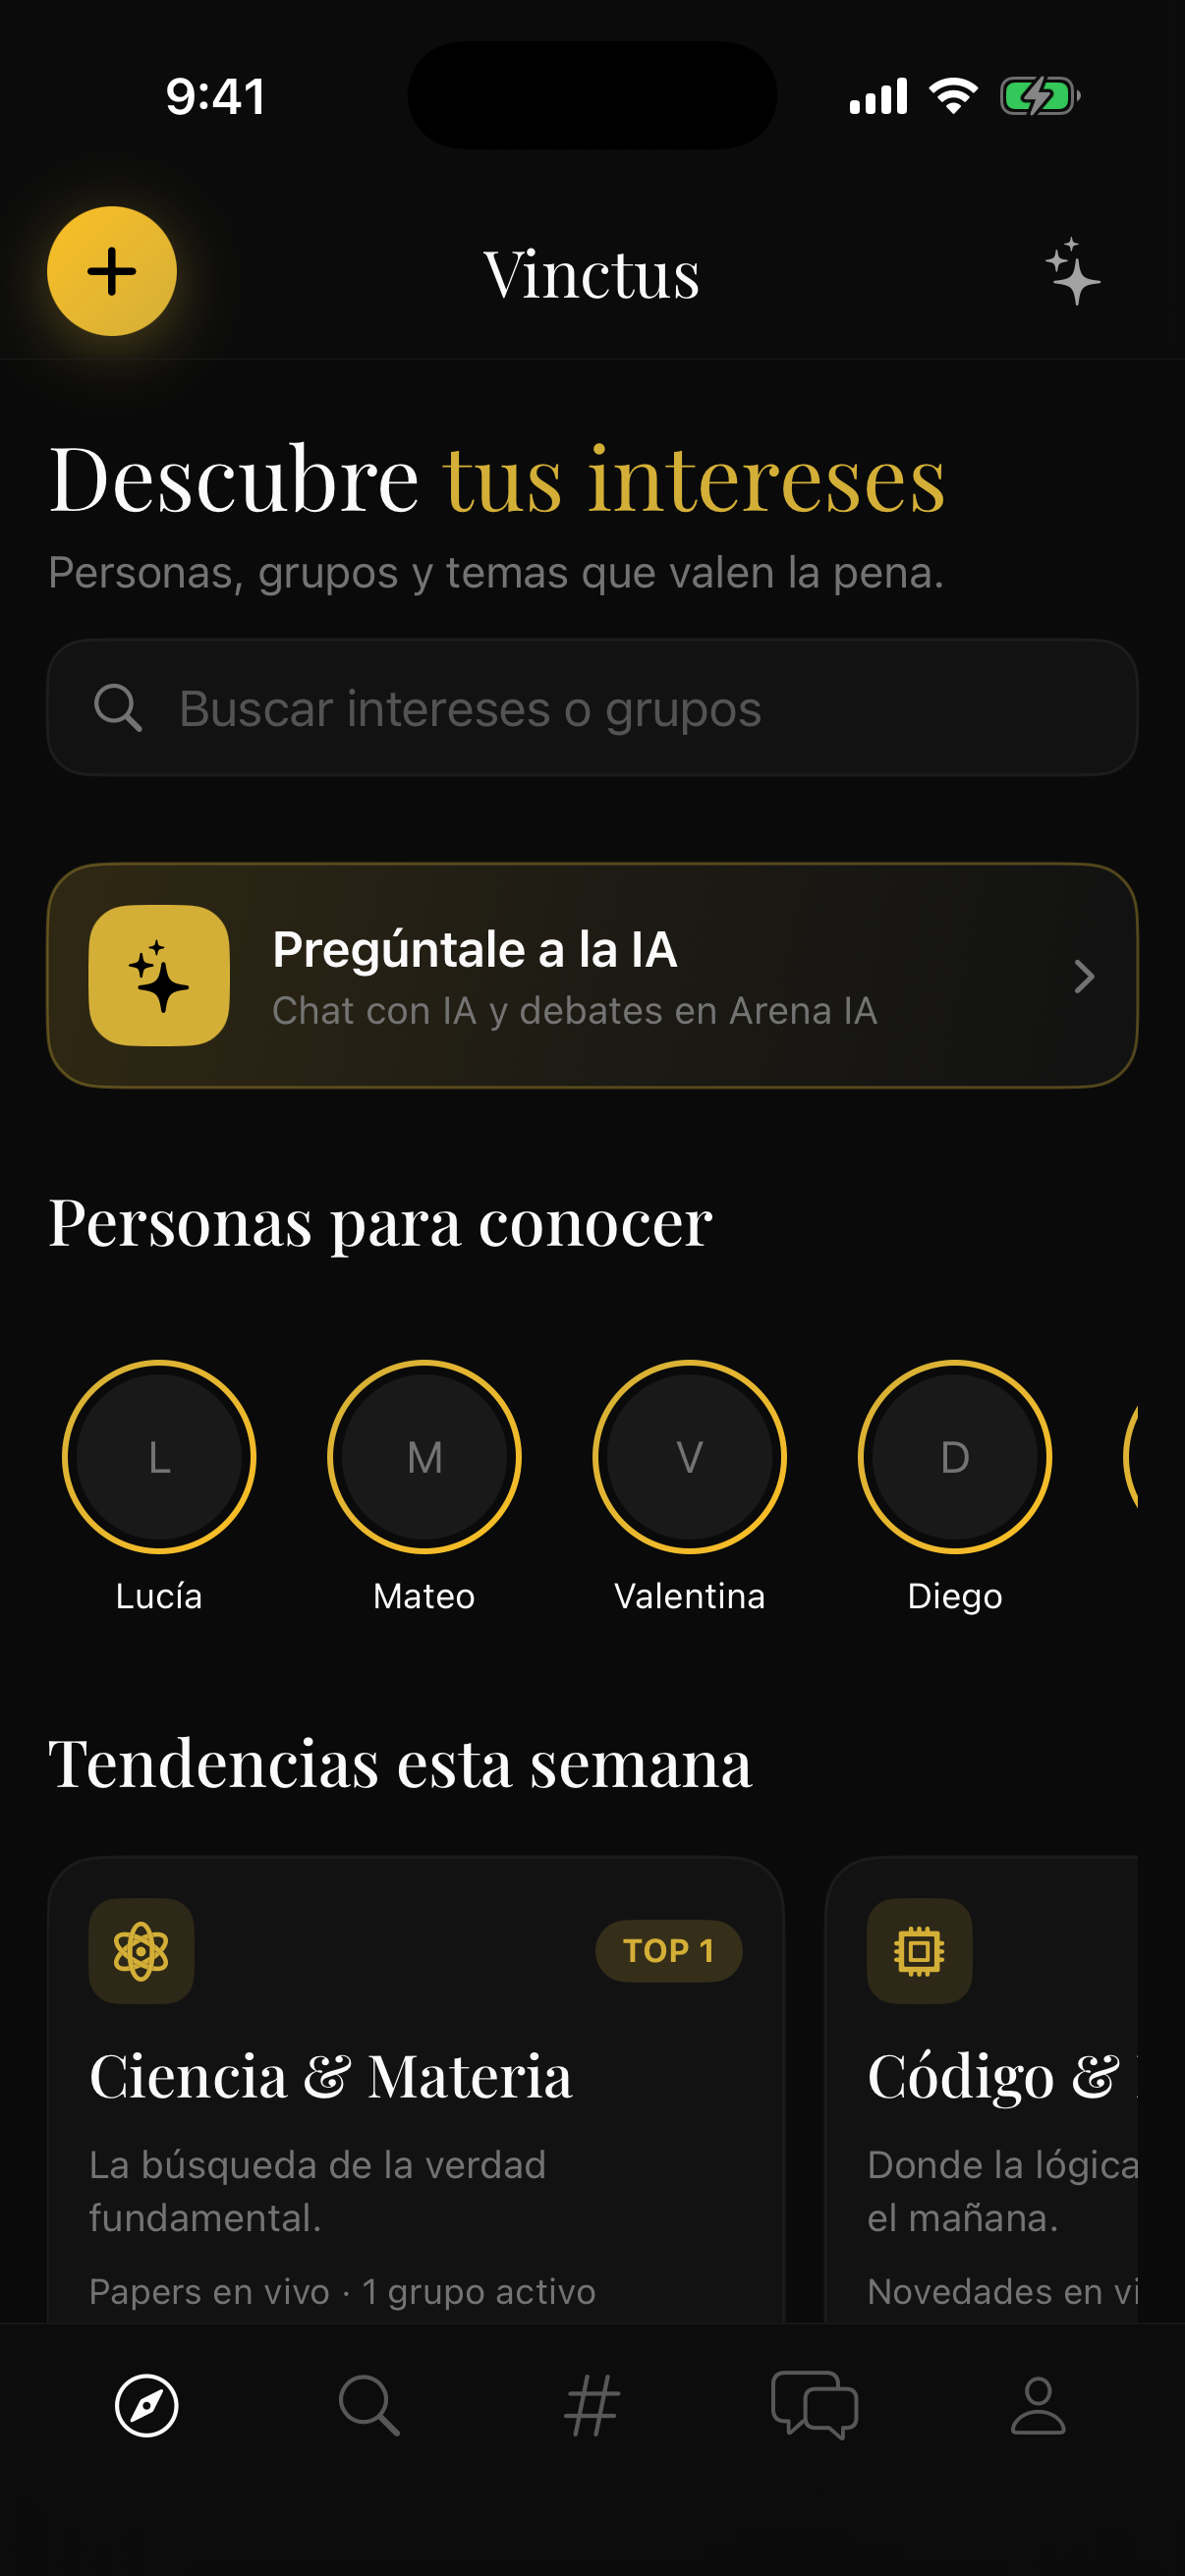 9:41
Vinctus
Descubre tus intereses
Personas, grupos y temas que valen la pena.
Buscar intereses o grupos
Pregúntale a la IA
Chat con IA y debates en Arena IA
Personas para conocer
L M V D
Lucía Mateo Valentina Diego
Tendencias esta semana
TOP 1
Ciencia & Materia
La búsqueda de la verdad
fundamental.
Papers en vivo · 1 grupo activo
Código &
Donde la lógica
el mañana.
Novedades en